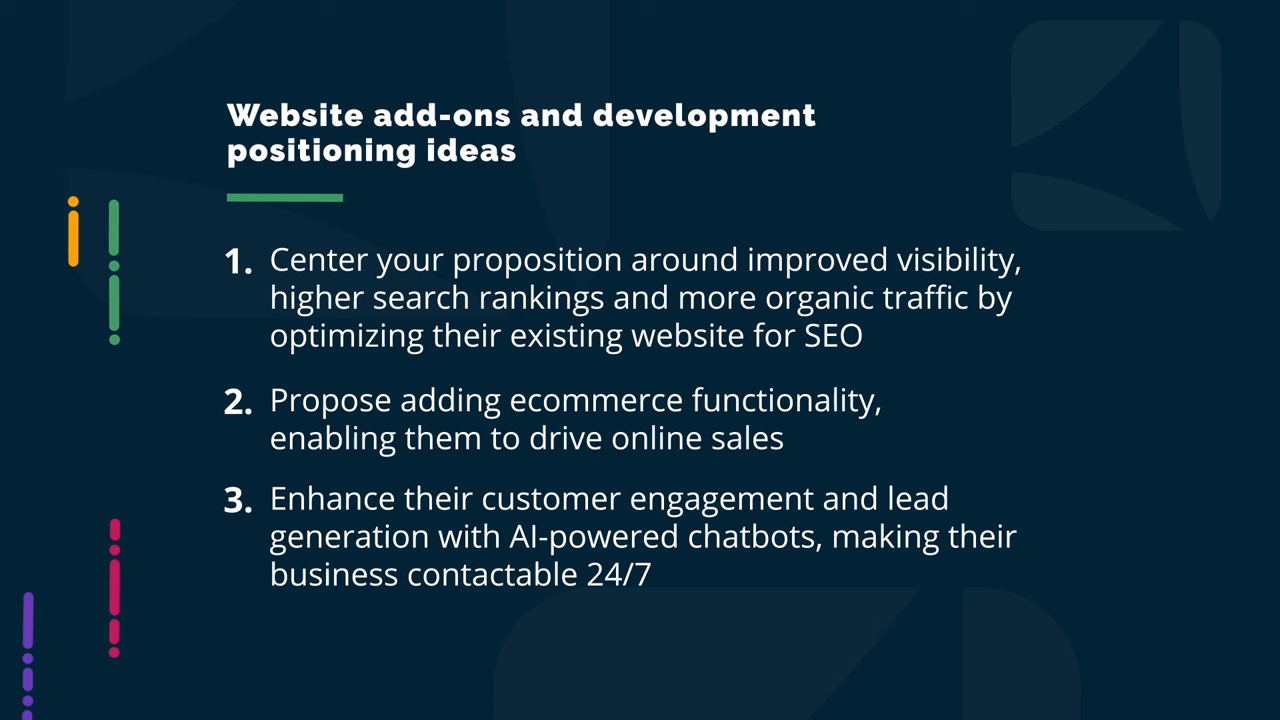 Website add-ons and development
positioning ideas
1. Center your proposition around improved visibility,
higher search rankings and more organic traffic by
optimizing their existing website for SEO
2. Propose adding ecommerce functionality,
enabling them to drive online sales
3. Enhance their customer engagement and lead
generation with AI-powered chatbots, making their
business contactable 24/7